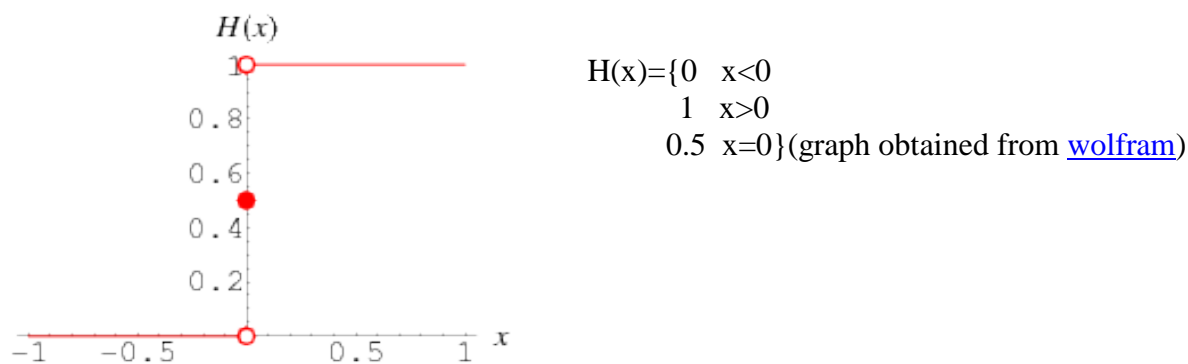 H(x)
1
0.8
0.6
0.4
0.2
-1 -0.5 0.5 1 x
H(x)={0 x<0
1 x>0
0.5 x=0}(graph obtained from wolfram)